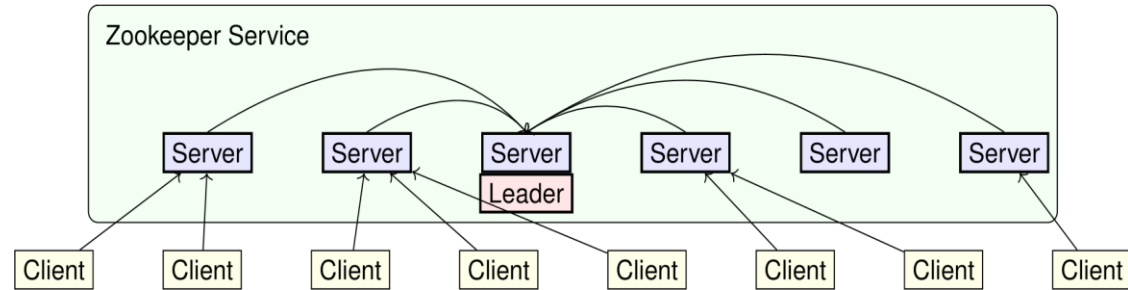 Zookeeper Service
Server Server Server Server Server Server
Leader
Client Client Client Client Client Client Client Client